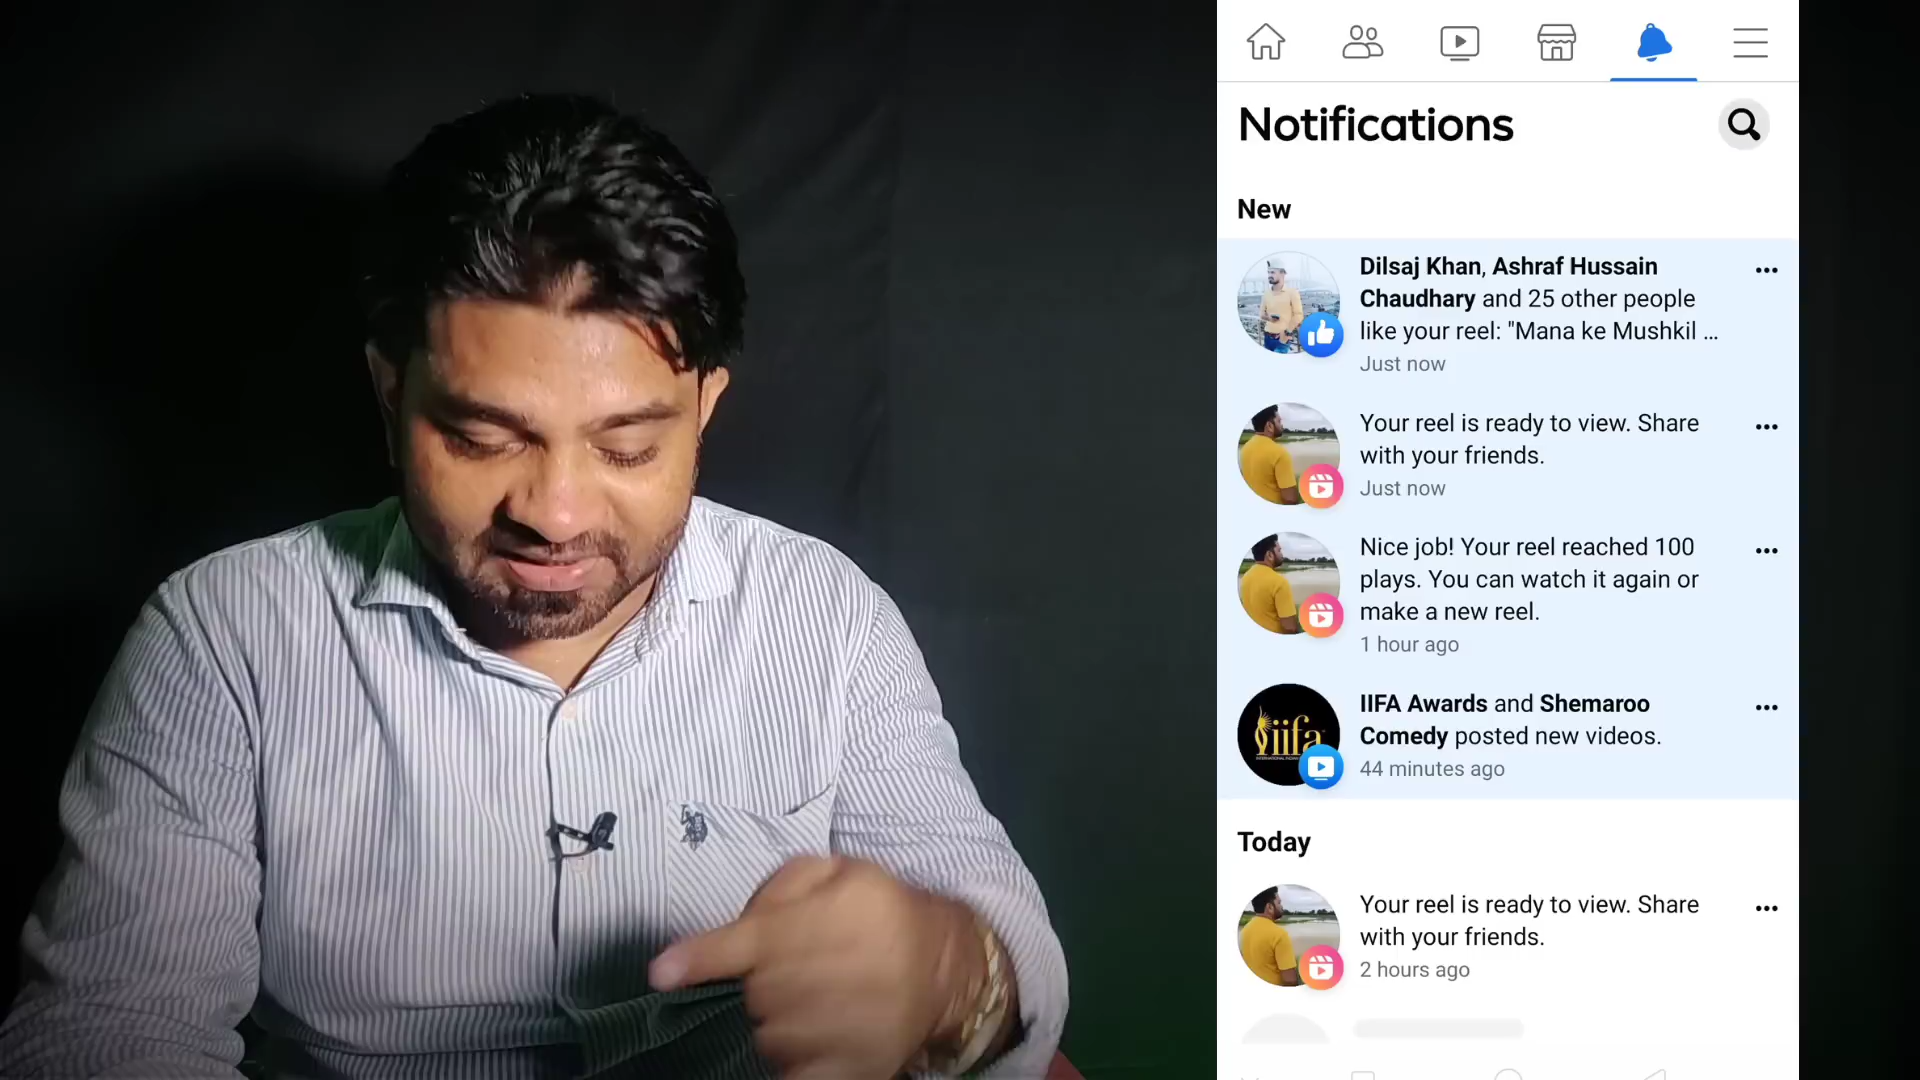 Notifications
New
Dilsaj Khan, Ashraf Hussain
Chaudhary and 25 other people
like your reel: "Mana ke Mushkil ...
Just now
Your reel is ready to view. Share
with your friends.
Just now
Nice job! Your reel reached 100
plays. You can watch it again or
make a new reel.
1 hour ago
iifa
IIFA Awards and Shemaroo
Comedy posted new videos.
44 minutes ago
Today
Your reel is ready to view. Share
with your friends.
2 hours ago